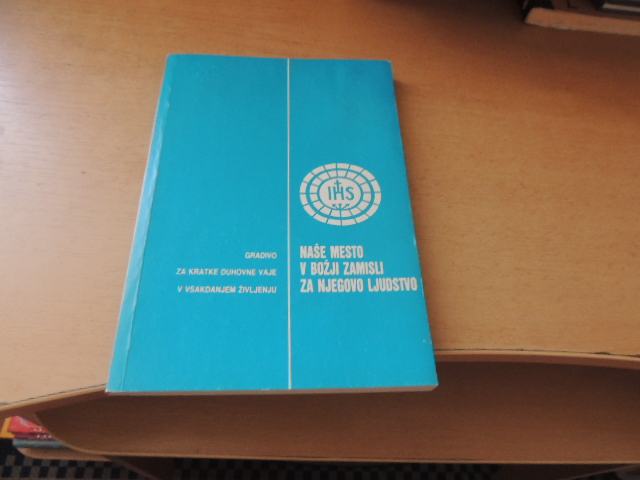 IHS
GRADIVO
ZA KRATKE DUHOVNE VAJE
V VSAKDANJEM ŽIVLJENJU
NAŠE MESTO
V BOŽJI ZAMISLI
ZA NJEGOVO LJUDSTVO